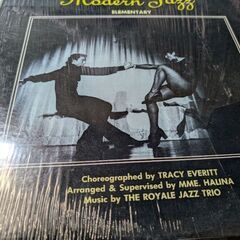 Modern Jazz
ELEMENTARY
Choreographed by TRACY EVERITT
Arranged & Supervised by MME. HALINA
Music by THE ROYALE JAZZ TRIO